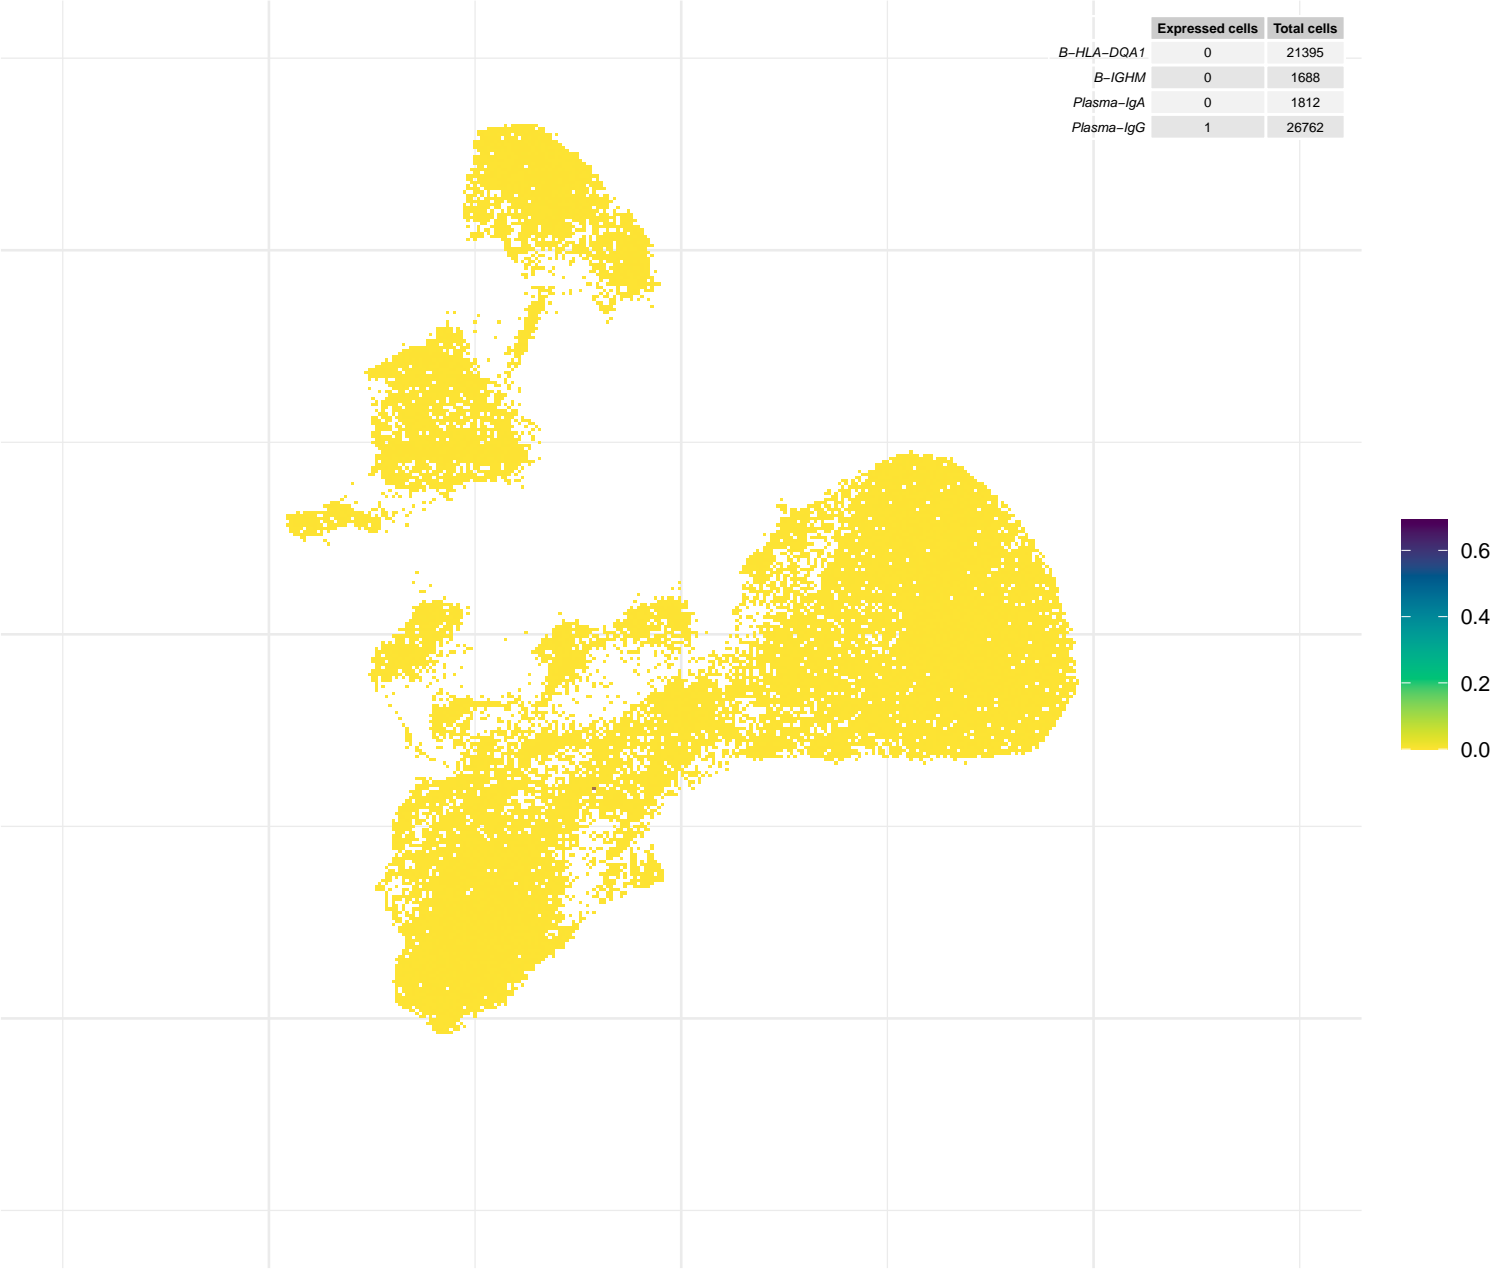 Expressed cells Total cells
B−HLA−DQA1 0 21395
B−IGHM 0 1688
Plasma−IgA 0 1812
Plasma−IgG 1 26762
0.6
0.4
0.2
0.0